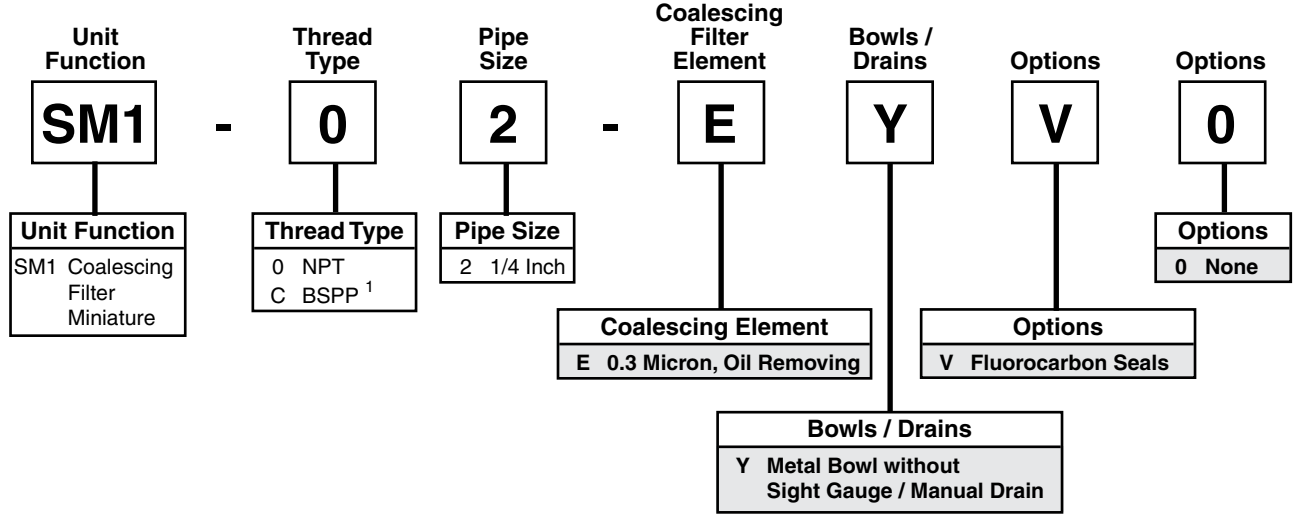 Unit
Function
Thread
Type
Pipe
Size
Coalescing
Filter
Element
Bowls /
Drains
Options
Options
SM1 - 0 2 - E Y V 0
Unit Function
SM1 Coalescing
Filter
Miniature
Thread Type
0 NPT
C BSPP 1
Pipe Size
2 1/4 Inch
Options
0 None
Coalescing Element
E 0.3 Micron, Oil Removing
Options
V Fluorocarbon Seals
Bowls / Drains
Y Metal Bowl without
Sight Gauge / Manual Drain